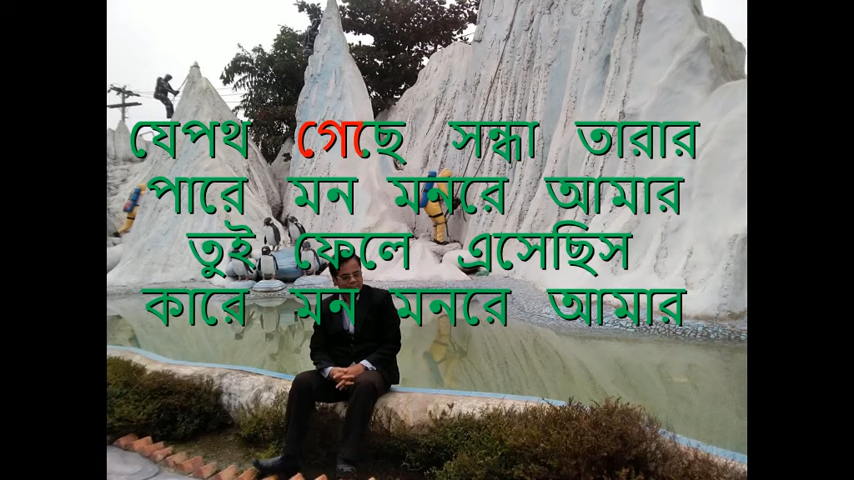 যেপথ গেছে সন্ধা তারার
পারে মন মনরে আমার
তুই ফেলে এসেছিস
কারে মন মনরে আমার